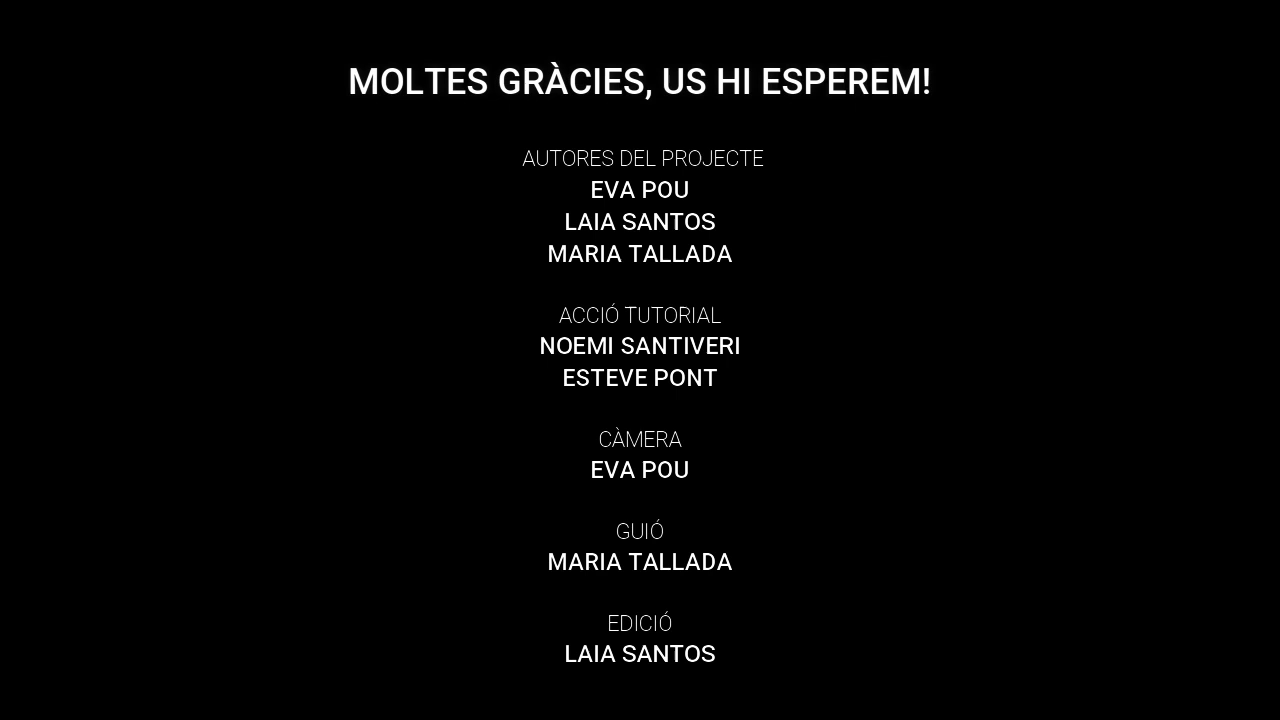 MOLTES GRÀCIES, US HI ESPEREM!
AUTORES DEL PROJECTE
EVA POU
LAIA SANTOS
MARIA TALLADA
ACCIÓ TUTORIAL
NOEMI SANTIVERI
ESTEVE PONT
CÀMERA
EVA POU
GUIÓ
MARIA TALLADA
EDICIÓ
LAIA SANTOS